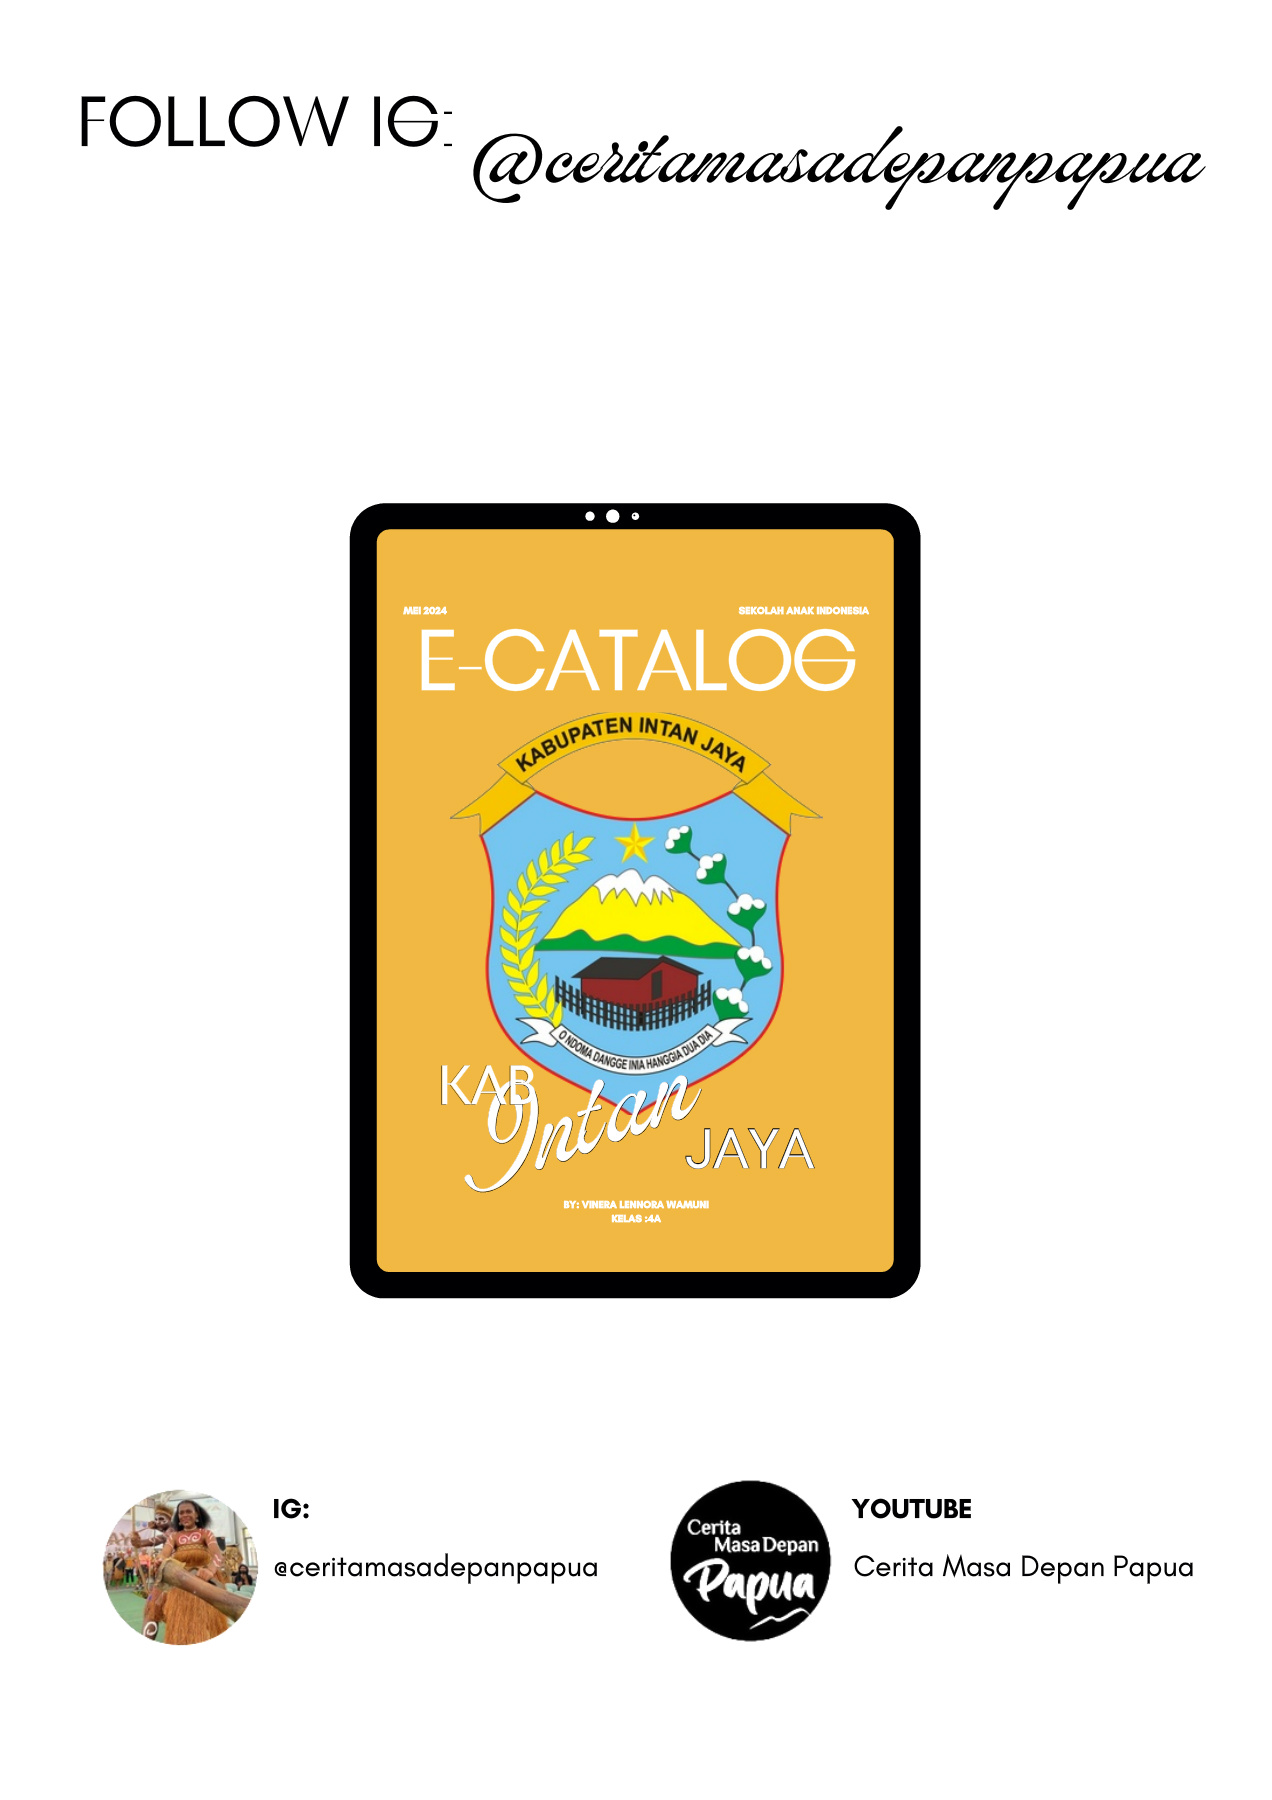 FOLLOW IG:
@ceritamasadepanpapua
MEI 2024
SEKOLAH ANAK INDONESIA
E-CATALOG
KABUPATEN INTAN JAYA
O NDOMA DANGGE INIA HANGGIA DUA DIA
KAB
Intan
JAYA
BY: VINERA LENNORA WAMUNI
KELAS :4A
IG:
@ceritamasadepanpapua
Cerita
Masa Depan
Papua
YOUTUBE
Cerita Masa Depan Papua